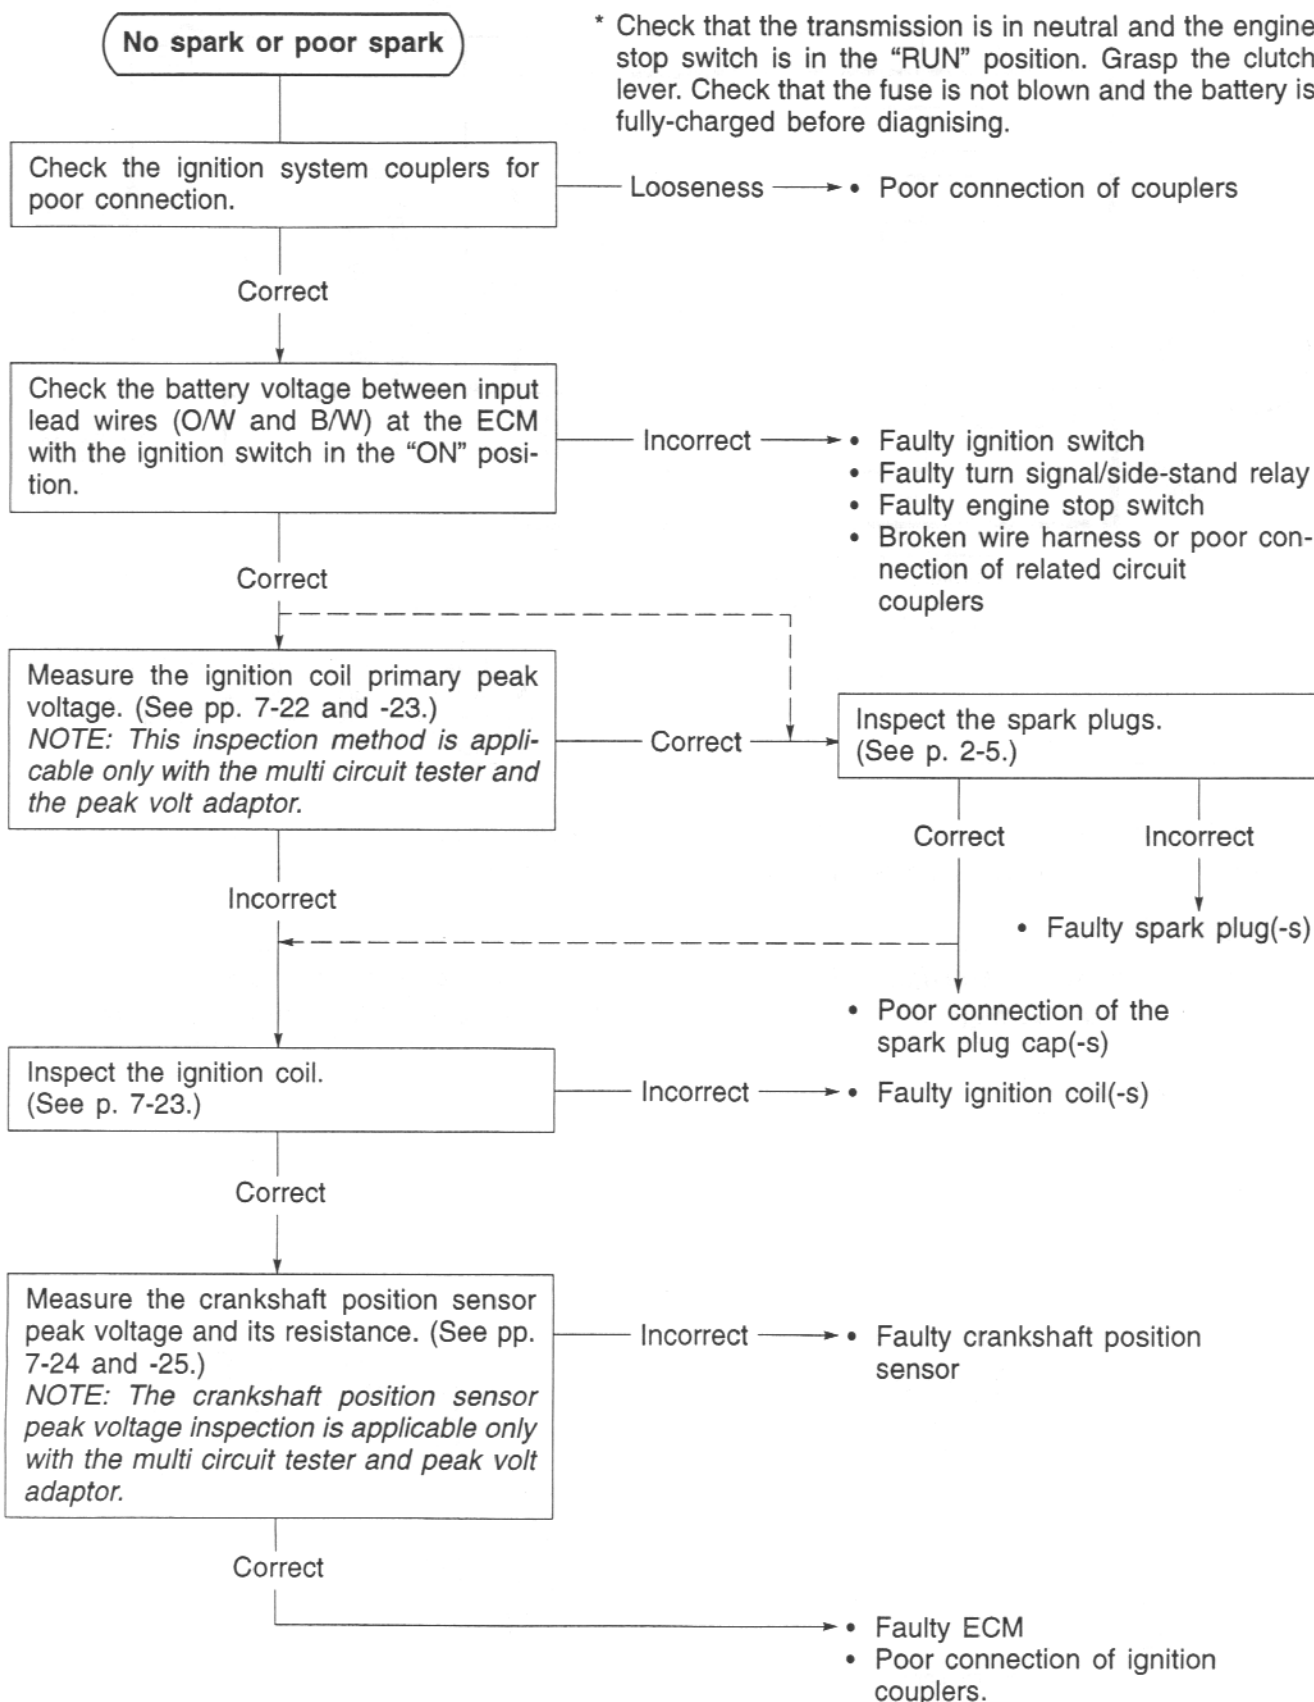 No spark or poor spark
* Check that the transmission is in neutral and the engine
stop switch is in the “RUN” position. Grasp the clutch
lever. Check that the fuse is not blown and the battery is
fully-charged before diagnising.
Check the ignition system couplers for
poor connection.
Looseness
• Poor connection of couplers
Correct
Check the battery voltage between input
lead wires (O/W and B/W) at the ECM
with the ignition switch in the “ON” posi-
tion.
Incorrect
• Faulty ignition switch
• Faulty turn signal/side-stand relay
• Faulty engine stop switch
• Broken wire harness or poor con-
nection of related circuit
couplers
Correct
Measure the ignition coil primary peak
voltage. (See pp. 7-22 and -23.)
NOTE: This inspection method is appli-
cable only with the multi circuit tester and
the peak volt adaptor.
Correct
Inspect the spark plugs.
(See p. 2-5.)
Correct
Incorrect
Incorrect
• Faulty spark plug(-s)
• Poor connection of the
spark plug cap(-s)
Inspect the ignition coil.
(See p. 7-23.)
Incorrect
• Faulty ignition coil(-s)
Correct
Measure the crankshaft position sensor
peak voltage and its resistance. (See pp.
7-24 and -25.)
NOTE: The crankshaft position sensor
peak voltage inspection is applicable only
with the multi circuit tester and peak volt
adaptor.
Incorrect
• Faulty crankshaft position
sensor
Correct
• Faulty ECM
• Poor connection of ignition
couplers.